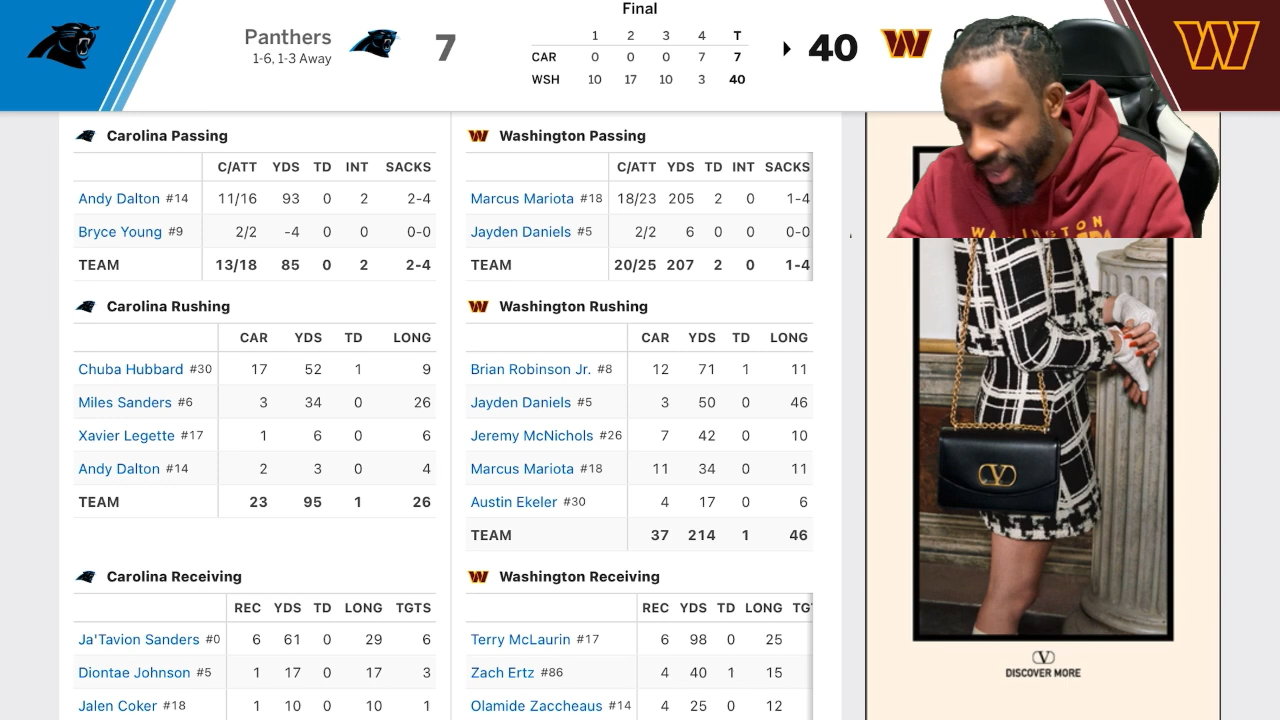 Final
Panthers
1-6, 1-3 Away
7
1 2 3 4 T
CAR 0 0 0 7 7
WSH 10 17 10 3 40
40
Carolina Passing
C/ATT YDS TD INT SACKS
Andy Dalton #14 11/16 93 0 2 2-4
Bryce Young #9 2/2 -4 0 0 0-0
TEAM 13/18 85 0 2 2-4
Washington Passing
C/ATT YDS TD INT SACKS
Marcus Mariota #18 18/23 205 2 0 1-4
Jayden Daniels #5 2/2 6 0 0 0-0
TEAM 20/25 207 2 0 1-4
Carolina Rushing
CAR YDS TD LONG
Chuba Hubbard #30 17 52 1 9
Miles Sanders #6 3 34 0 26
Xavier Legette #17 1 6 0 6
Andy Dalton #14 2 3 0 4
TEAM 23 95 1 26
Washington Rushing
CAR YDS TD LONG
Brian Robinson Jr. #8 12 71 1 11
Jayden Daniels #5 3 50 0 46
Jeremy McNichols #26 7 42 0 10
Marcus Mariota #18 11 34 0 11
Austin Ekeler #30 4 17 0 6
TEAM 37 214 1 46
Carolina Receiving
REC YDS TD LONG TGTS
Ja'Tavion Sanders #0 6 61 0 29 6
Diontae Johnson #5 1 17 0 17 3
Jalen Coker #18 1 10 0 10 1
Washington Receiving
REC YDS TD LONG
Terry McLaurin #17 6 98 0 25
Zach Ertz #86 4 40 1 15
Olamide Zaccheaus #14 4 25 0 12
DISCOVER MORE